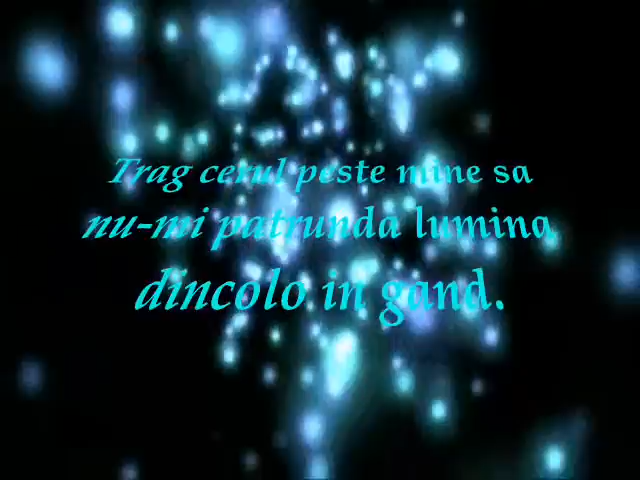 Trag cerul peste mine sa
nu-mi patrunda lumina
dincolo in gand.